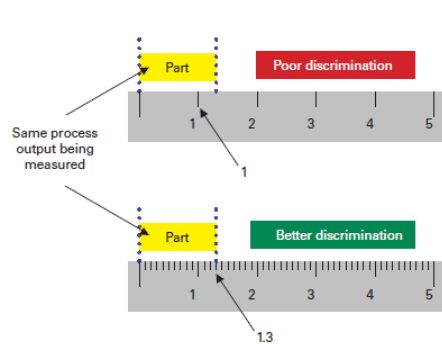 Part
Poor discrimination
1 2 3 4 5
Same process
output being
measured
1
Part
Better discrimination
1 2 3 4 5
1.3